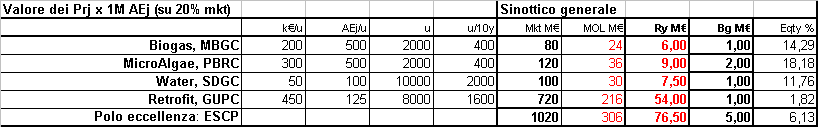 Valore dei Prj x 1M AEj (su 20% mkt) Sinottico generale
k€/u AEj/u u u/10y Mkt M€ MOL M€ Ry M€ Bg M€ Eqty %
Biogas, MBGC 200 500 2000 400 80 24 6,00 1,00 14,29
MicroAlgae, PBRC 300 500 2000 400 120 36 9,00 2,00 18,18
Water, SDGC 50 100 10000 2000 100 30 7,50 1,00 11,76
Retrofit, GUPC 450 125 8000 1600 720 216 54,00 1,00 1,82
Polo eccellenza: ESCP 1020 306 76,50 5,00 6,13